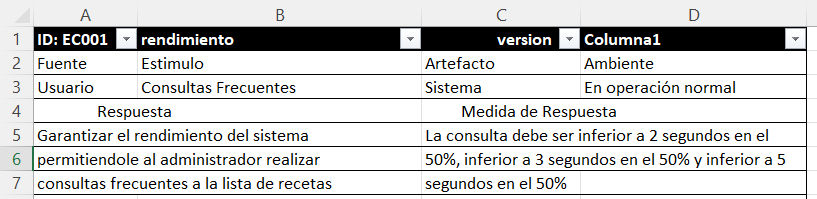 A B C D
1 ID: EC001 rendimiento version Columna1
2 Fuente Estimulo Artefacto Ambiente
3 Usuario Consultas Frecuentes Sistema En operación normal
4 Respuesta Medida de Respuesta
5 Garantizar el rendimiento del sistema La consulta debe ser inferior a 2 segundos en el
6 permitiendole al administrador realizar 50%, inferior a 3 segundos en el 50% y inferior a 5
7 consultas frecuentes a la lista de recetas segundos en el 50%